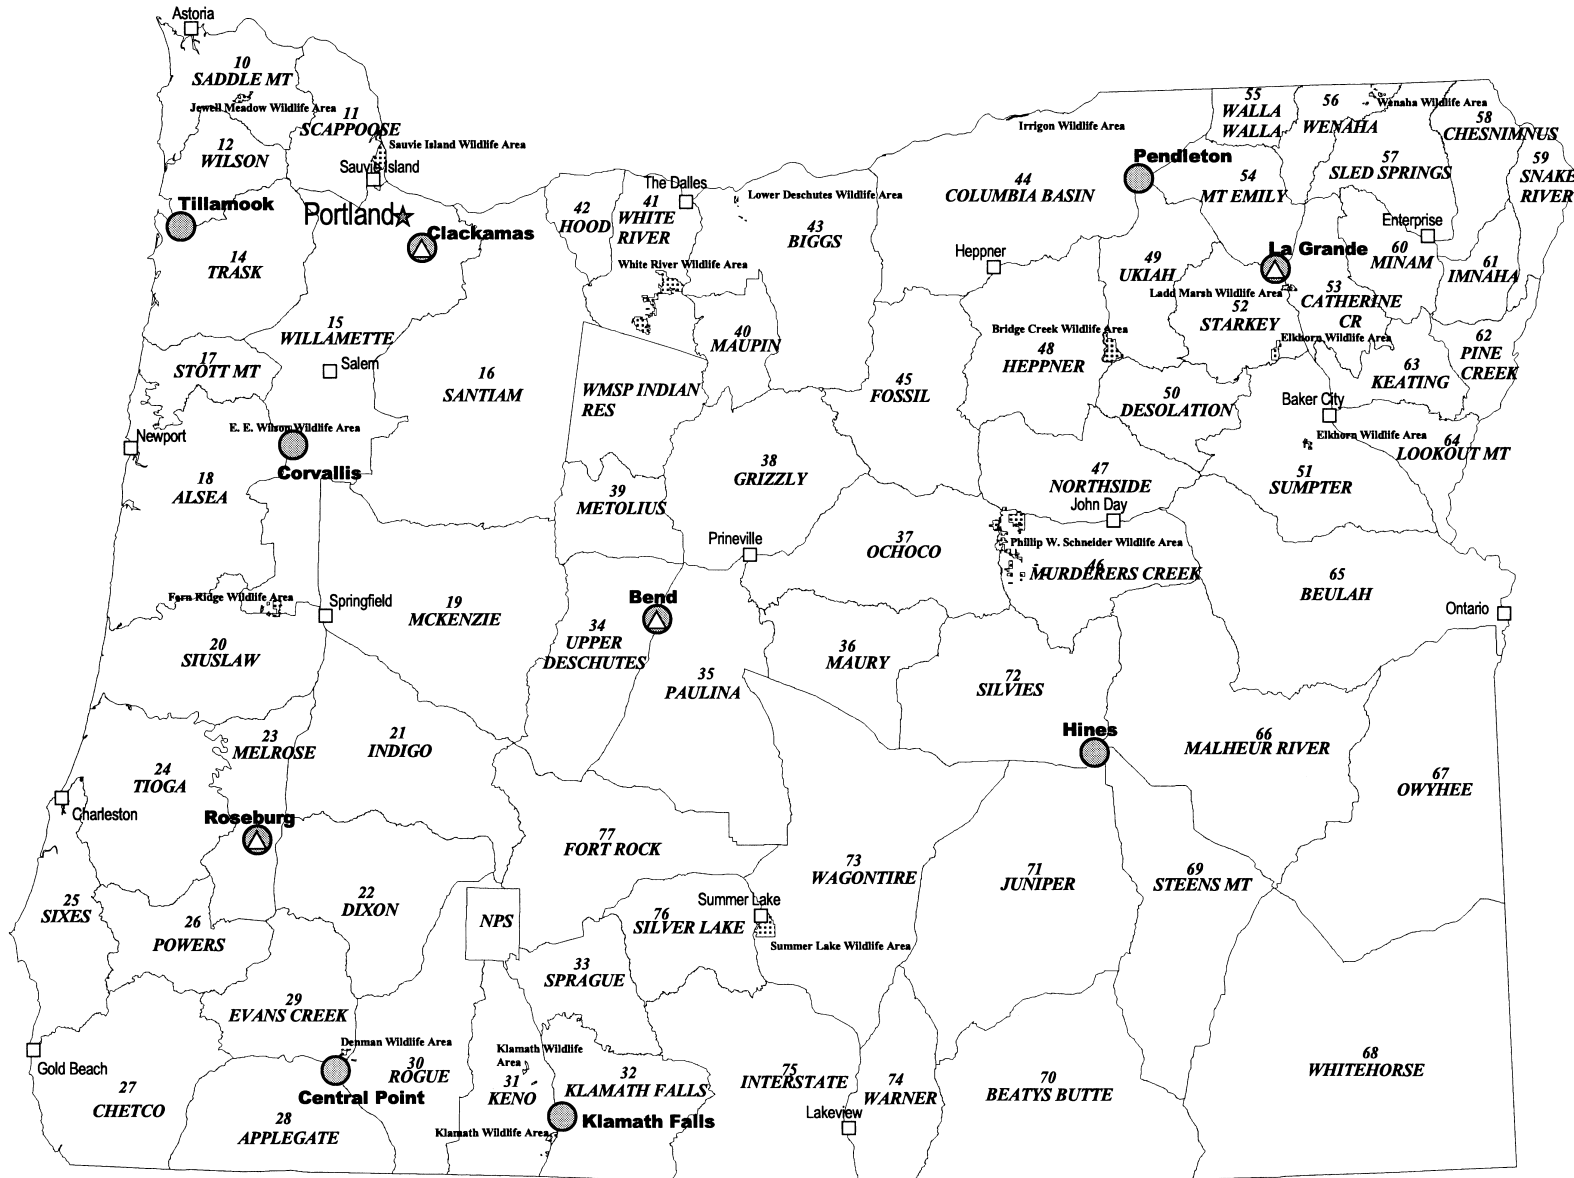 Astoria
10
SADDLE MT
Jewell Meadow Wildlife Area
11
SCAPPOOSE
12
WILSON
Sauvie Island Wildlife Area
Sauvie Island
Tillamook
Portland
Clackamas
14
TRASK
15
WILLAMETTE
Salem
17
STOTT MT
16
SANTIAM
E. E. Wilson Wildlife Area
Newport
Corvallis
18
ALSEA
Fern Ridge Wildlife Area
Springfield
19
MCKENZIE
20
SIUSLAW
42
HOOD
41
WHITE
RIVER
The Dalles
Lower Deschutes Wildlife Area
43
BIGGS
White River Wildlife Area
40
MAUPIN
WMSP INDIAN
RES
39
METOLIUS
38
GRIZZLY
Prineville
37
OCHOCO
45
FOSSIL
Irrigon Wildlife Area
44
COLUMBIA BASIN
Heppner
Pendleton
55
WALLA
WALLA
56
WENAHA
Wenaha Wildlife Area
58
CHESNIMNUS
57
SLED SPRINGS
59
SNAKE
RIVER
54
MT EMILY
Enterprise
60
MINAM
61
IMNAHA
La Grande
49
UKIAH
Ladd Marsh Wildlife Area
52
STARKEY
53
CATHERINE
CR
Elkhorn Wildlife Area
62
PINE
CREEK
63
KEATING
Bridge Creek Wildlife Area
48
HEPPNER
50
DESOLATION
Baker City
Elkhorn Wildlife Area
64
LOOKOUT MT
51
SUMPTER
47
NORTHSIDE
John Day
Phillip W. Schneider Wildlife Area
46
MURDERERS CREEK
65
BEULAH
Ontario
Bend
34
UPPER
DESCHUTES
35
PAULINA
36
MAURY
72
SILVIES
Hines
66
MALHEUR RIVER
67
OWYHEE
23
MELROSE
21
INDIGO
24
TIOGA
Charleston
Roseburg
25
SIXES
26
POWERS
22
DIXON
NPS
77
FORT ROCK
76
SILVER LAKE
Summer Lake
Summer Lake Wildlife Area
73
WAGONTIRE
71
JUNIPER
69
STEENS MT
33
SPRAGUE
29
EVANS CREEK
Denman Wildlife Area
30
ROGUE
Central Point
Gold Beach
27
CHETCO
28
APPLEGATE
Klamath Wildlife
Area
31
KENO
32
KLAMATH FALLS
Klamath Falls
Klamath Wildlife Area
75
INTERSTATE
Lakeview
74
WARNER
70
BEATYS BUTTE
68
WHITEHORSE